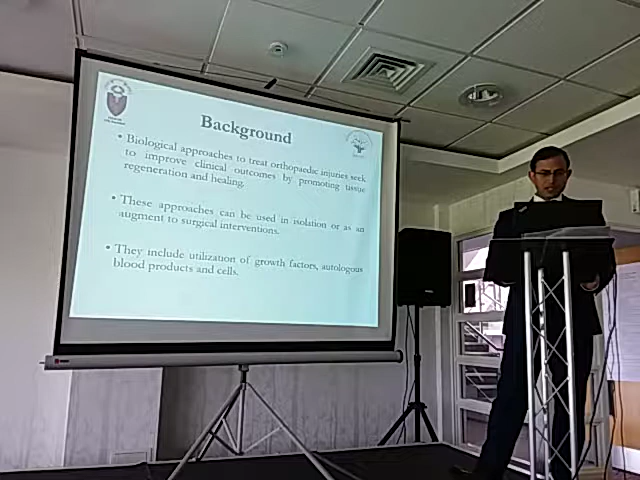 Background
• Biological approaches to treat orthopaedic injuries seek
to improve clinical outcomes by promoting tissue
regeneration and healing.
• These approaches can be used in isolation or as an
augment to surgical interventions.
• They include utilization of growth factors, autologous
blood products and cells.